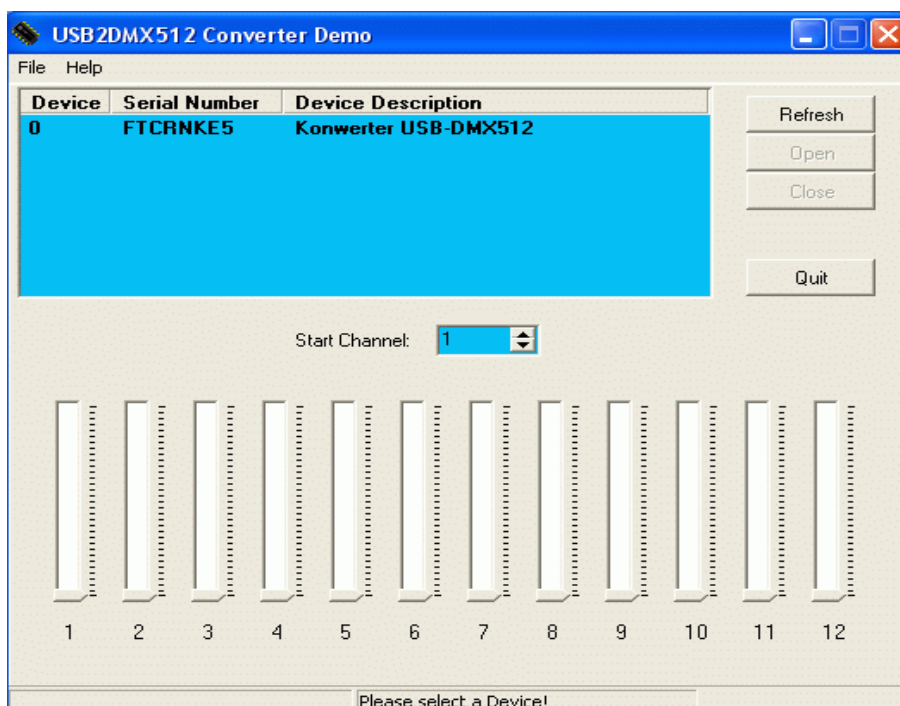 USB2DMX512 Converter Demo
File Help
Device Serial Number Device Description
0 FTCRNKE5 Konwerter USB-DMX512
Refresh
Open
Close
Quit
Start Channel: 1
1 2 3 4 5 6 7 8 9 10 11 12
Please select a Device!